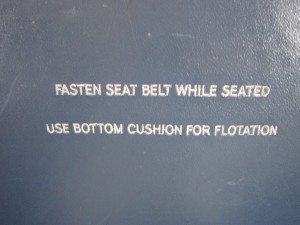 FASTEN SEAT BELT WHILE SEATED
USE BOTTOM CUSHION FOR FLOTATION